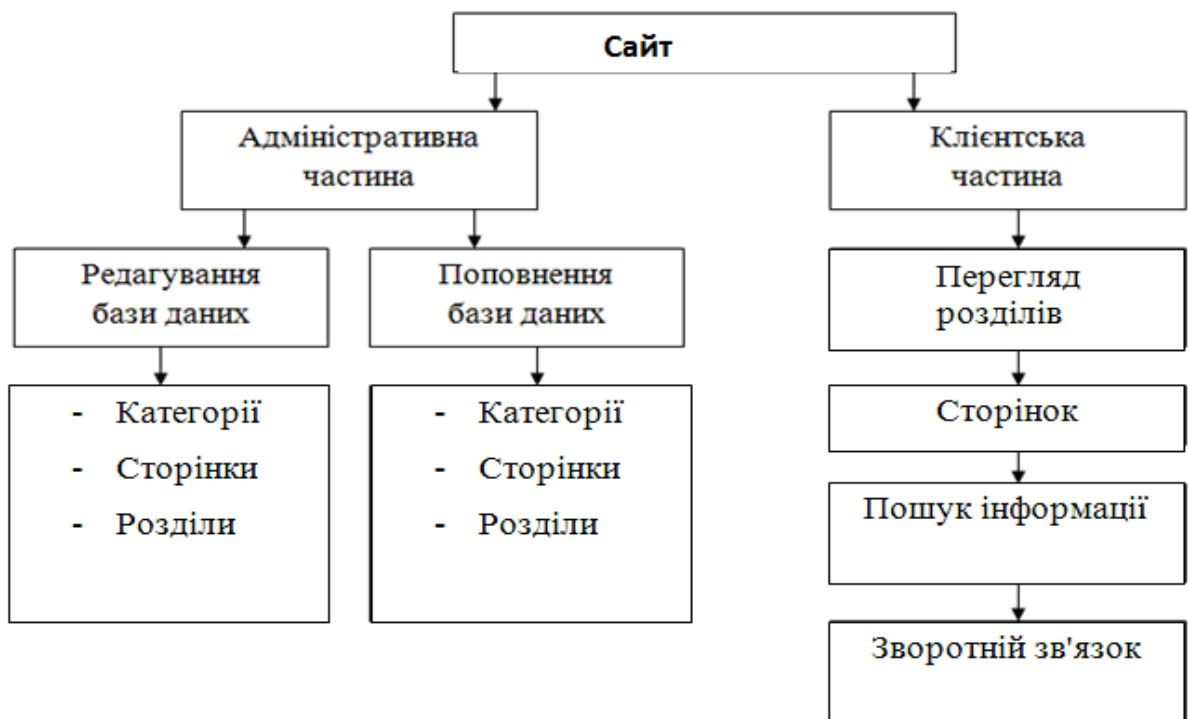 Сайт
Адміністративна
частина
Клієнтська
частина
Редагування
бази даних
Поповнення
бази даних
Перегляд
розділів
- Категорії
- Сторінки
- Розділи
- Категорії
- Сторінки
- Розділи
Сторінок
Пошук інформації
Зворотній зв'язок